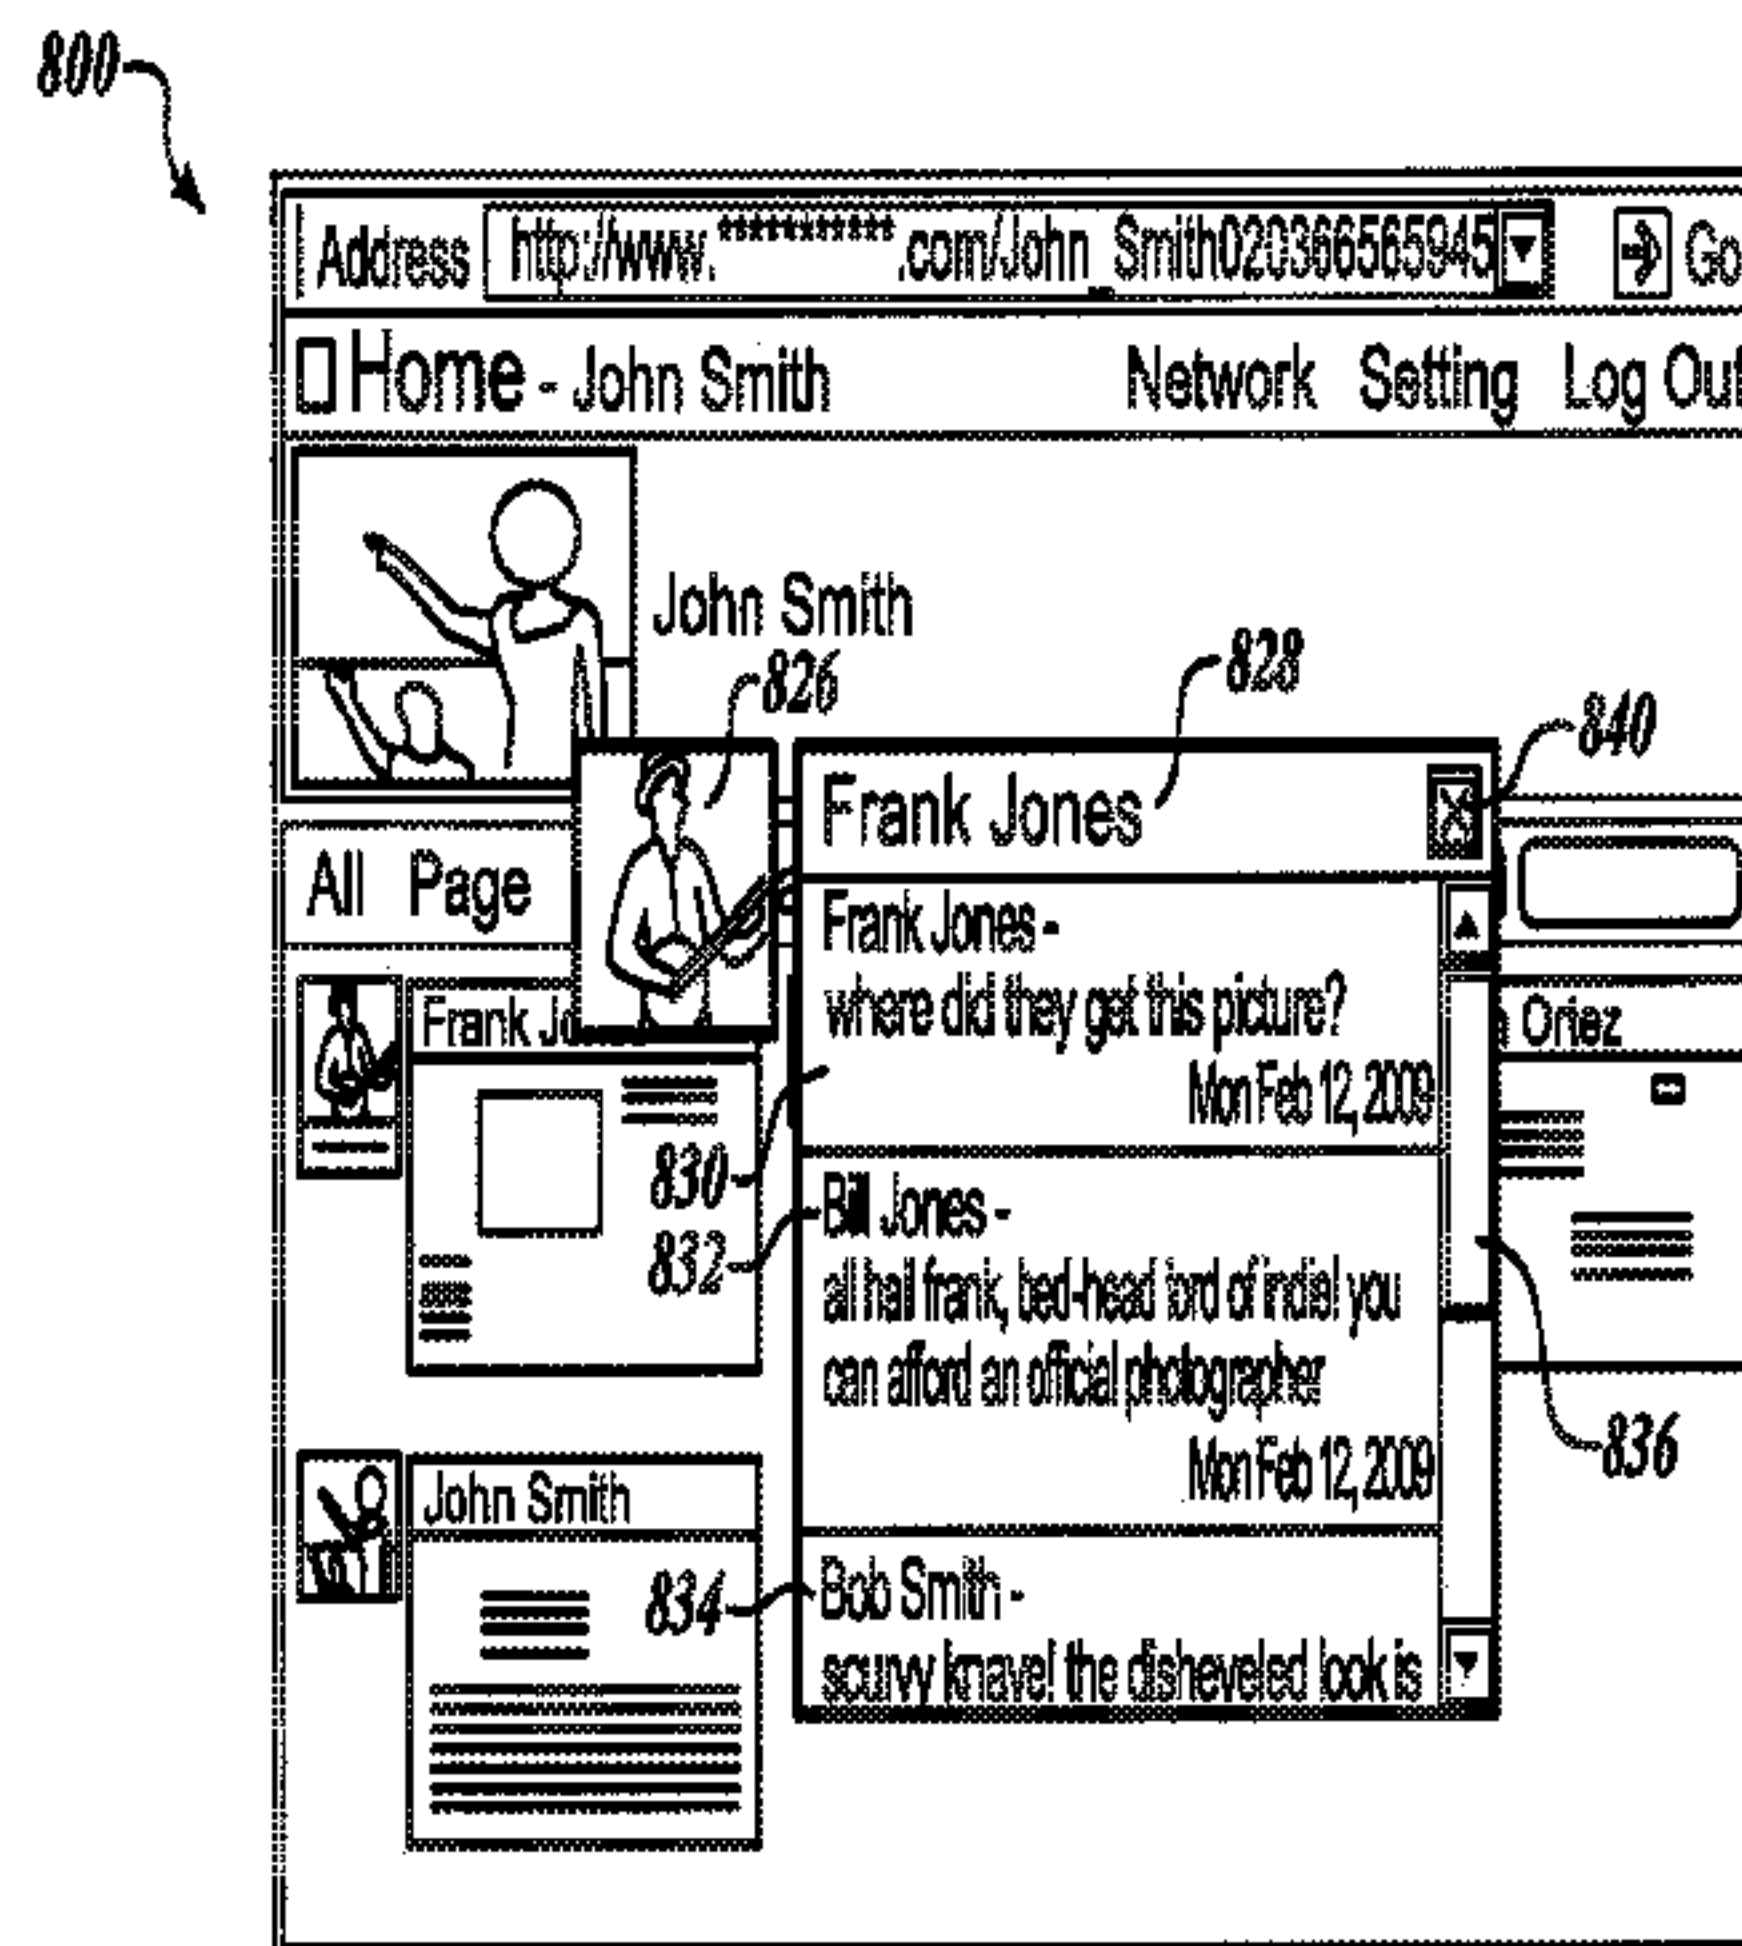 800
Address http://www.***********.com/John_Smith020366565945 Go
Home - John Smith Network Setting Log Out
John Smith
826
828
840
Frank Jones
All Page
Frank Jones -
where did they get this picture?
Mon Feb 12, 2009
Frank Jo
Oriez
830
832
Bill Jones -
all hail frank, bed-head lord of indie! you
can afford an official photographer
Mon Feb 12, 2009
836
John Smith
834
Bob Smith -
scurvy knave! the disheveled look is